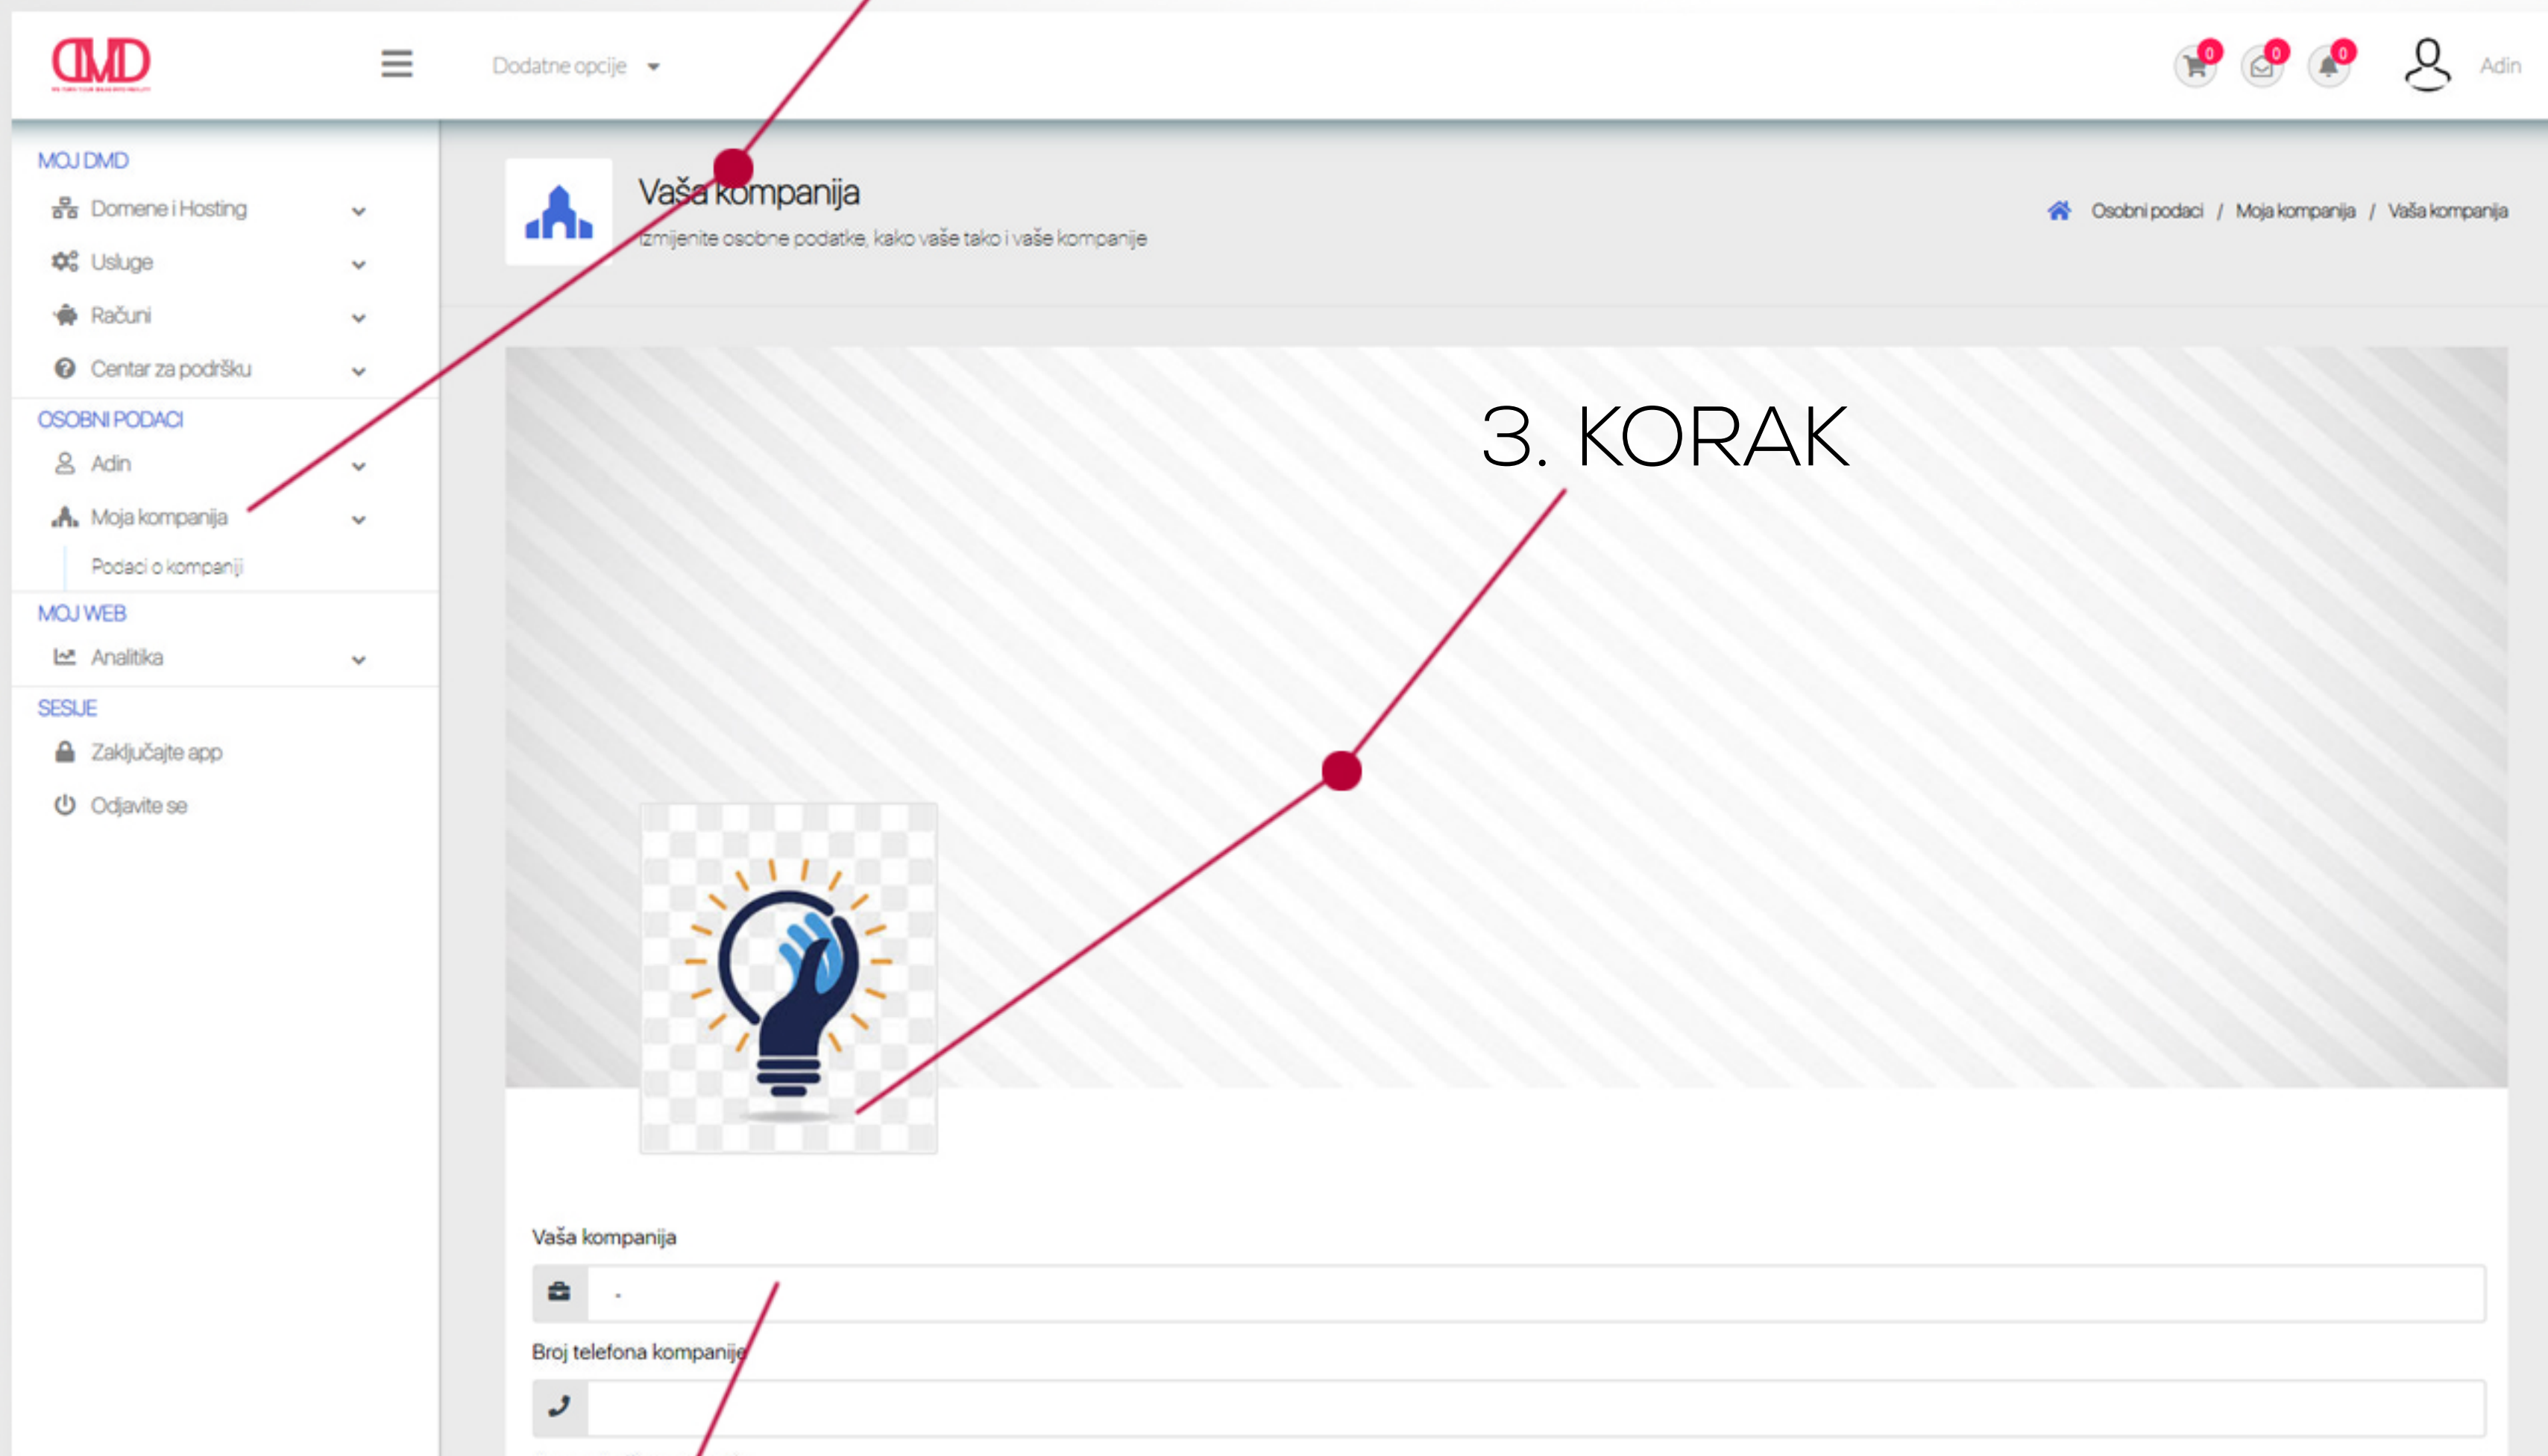 DMD
Dodatne opcije
0
0
0
Adin
MOJ DMD
Domene i Hosting
Usluge
Računi
Centar za podršku
OSOBNI PODACI
Adin
Moja kompanija
Podaci o kompaniji
MOJ WEB
Analitika
SESIJE
Zaključajte app
Odjavite se
Vaša kompanija
Izmijenite osobne podatke, kako vaše tako i vaše kompanije
Osobni podaci / Moja kompanija / Vaša kompanija
3. KORAK
Vaša kompanija
-
Broj telefona kompanije